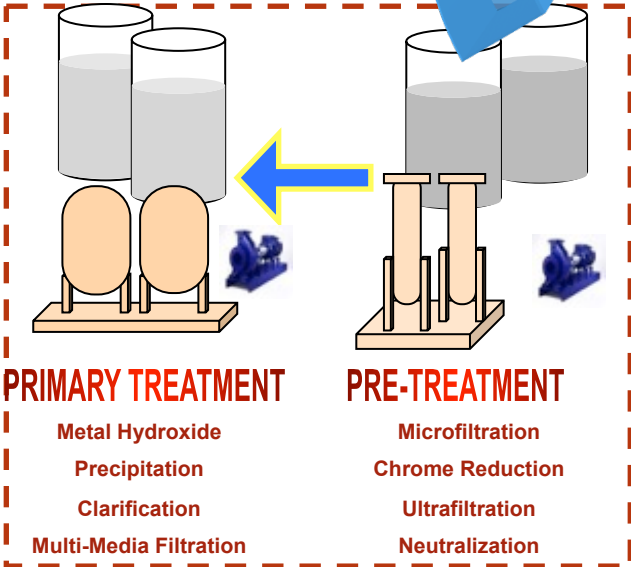 PRIMARY TREATMENT
Metal Hydroxide
Precipitation
Clarification
Multi-Media Filtration
PRE-TREATMENT
Microfiltration
Chrome Reduction
Ultrafiltration
Neutralization